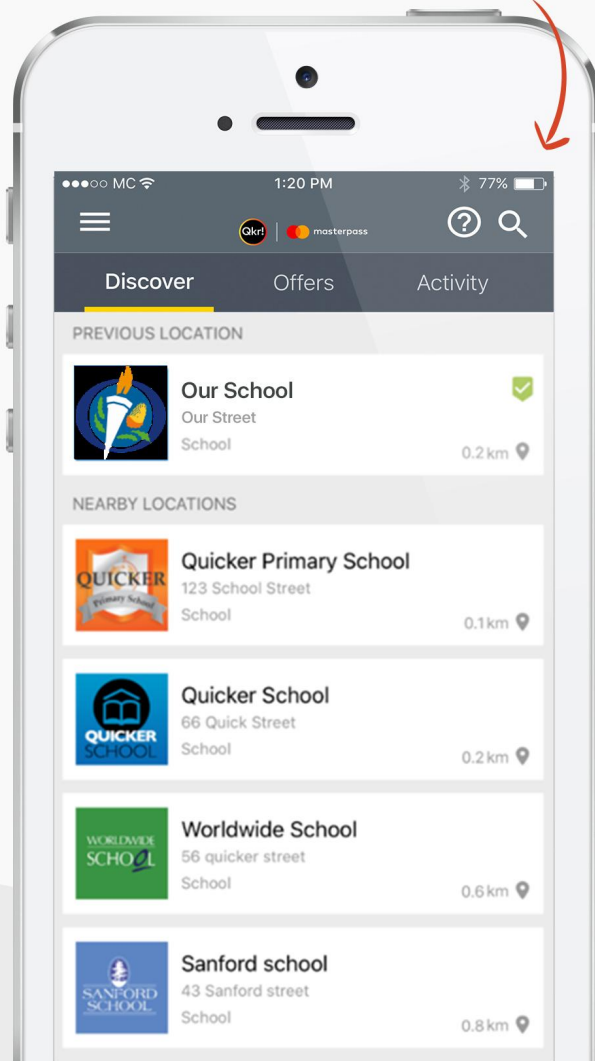 MC
1:20 PM
77%
Qkr!
masterpass
Discover
Offers
Activity
PREVIOUS LOCATION
Our School
Our Street
School
0.2 km
NEARBY LOCATIONS
QUICKER
Primary School
Quicker Primary School
123 School Street
School
0.1 km
QUICKER
SCHOOL
Quicker School
66 Quick Street
School
0.2 km
WORLDWIDE
SCHOOL
Worldwide School
56 quicker street
School
0.6 km
SANFORD
SCHOOL
Sanford school
43 Sanford street
School
0.8 km